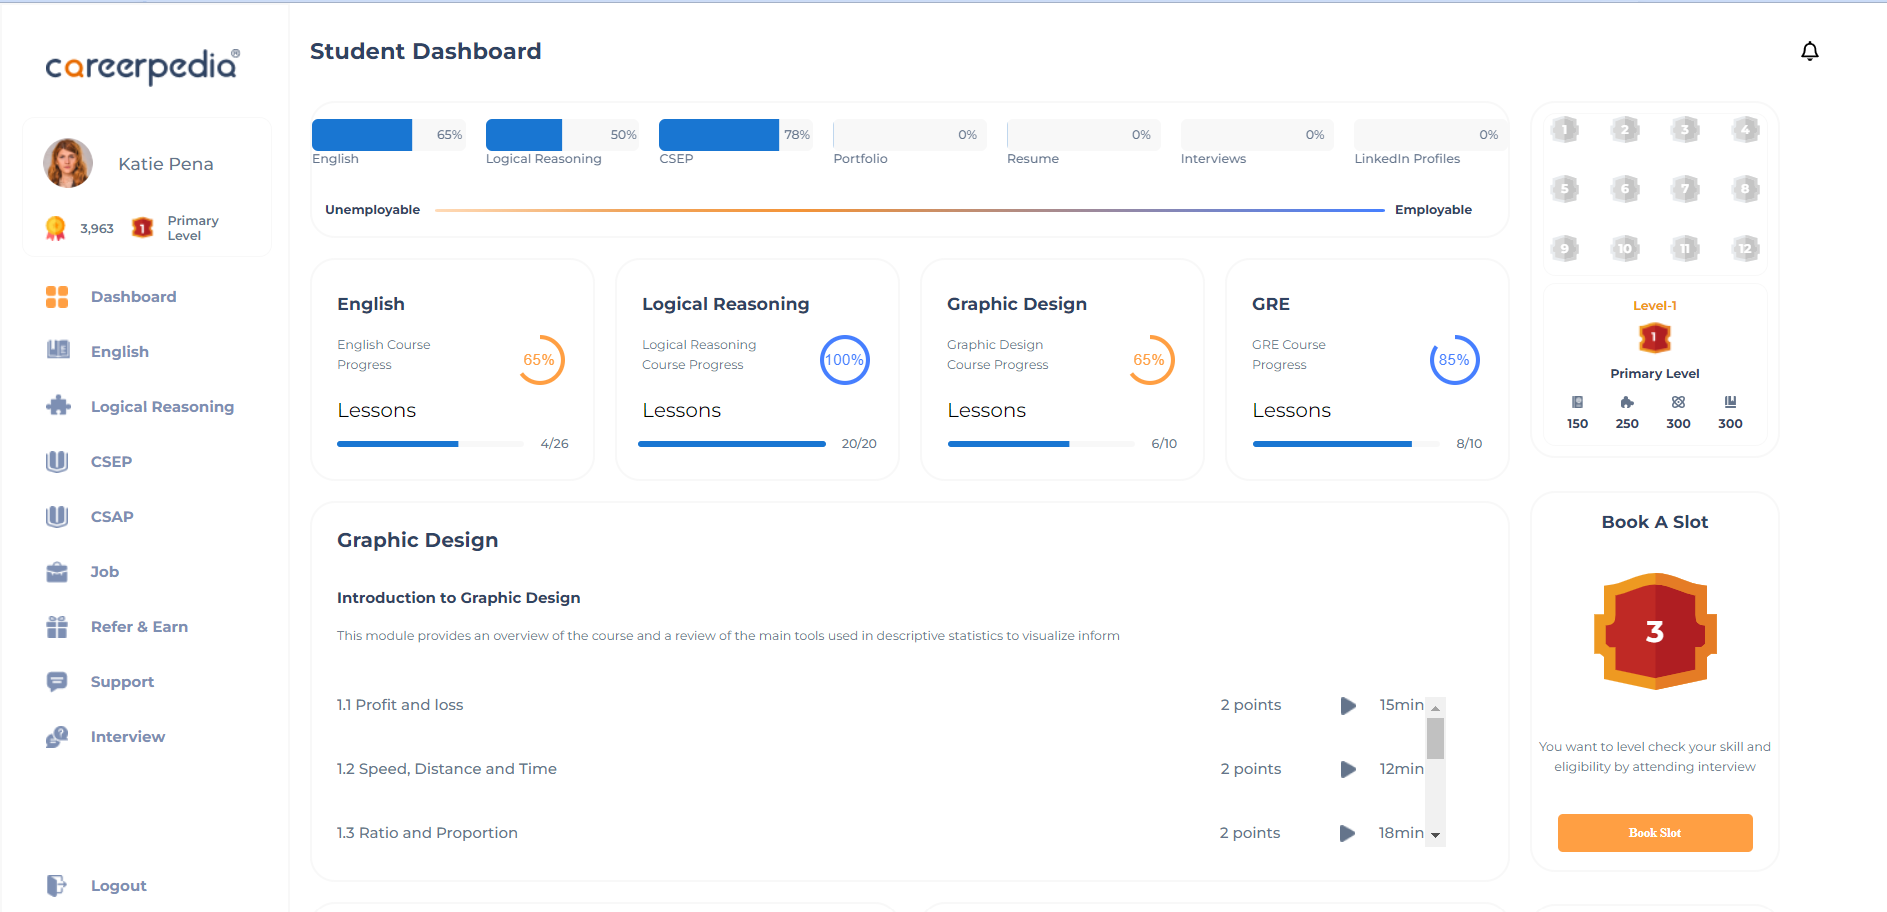 careerpedia®
Katie Pena
3,963
1
Primary
Level
Dashboard
English
Logical Reasoning
CSEP
CSAP
Job
Refer & Earn
Support
Interview
Logout
Student Dashboard
65%
50%
78%
0%
0%
0%
0%
English
Logical Reasoning
CSEP
Portfolio
Resume
Interviews
LinkedIn Profiles
Unemployable
Employable
English
English Course
Progress
65%
Lessons
4/26
Logical Reasoning
Logical Reasoning
Course Progress
100%
Lessons
20/20
Graphic Design
Graphic Design
Course Progress
65%
Lessons
6/10
GRE
GRE Course
Progress
85%
Lessons
8/10
Graphic Design
Introduction to Graphic Design
This module provides an overview of the course and a review of the main tools used in descriptive statistics to visualize inform
1.1 Profit and loss 2 points 15min
1.2 Speed, Distance and Time 2 points 12min
1.3 Ratio and Proportion 2 points 18min
1 2 3 4
5 6 7 8
9 10 11 12
Level-1
1
Primary Level
150 250 300 300
Book A Slot
3
You want to level check your skill and
eligibility by attending interview
Book Slot